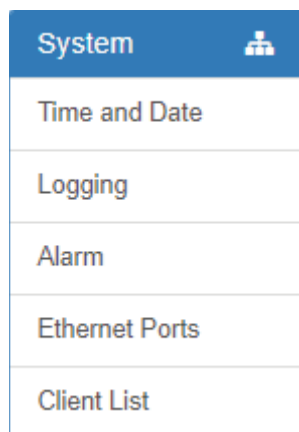 System
Time and Date
Logging
Alarm
Ethernet Ports
Client List